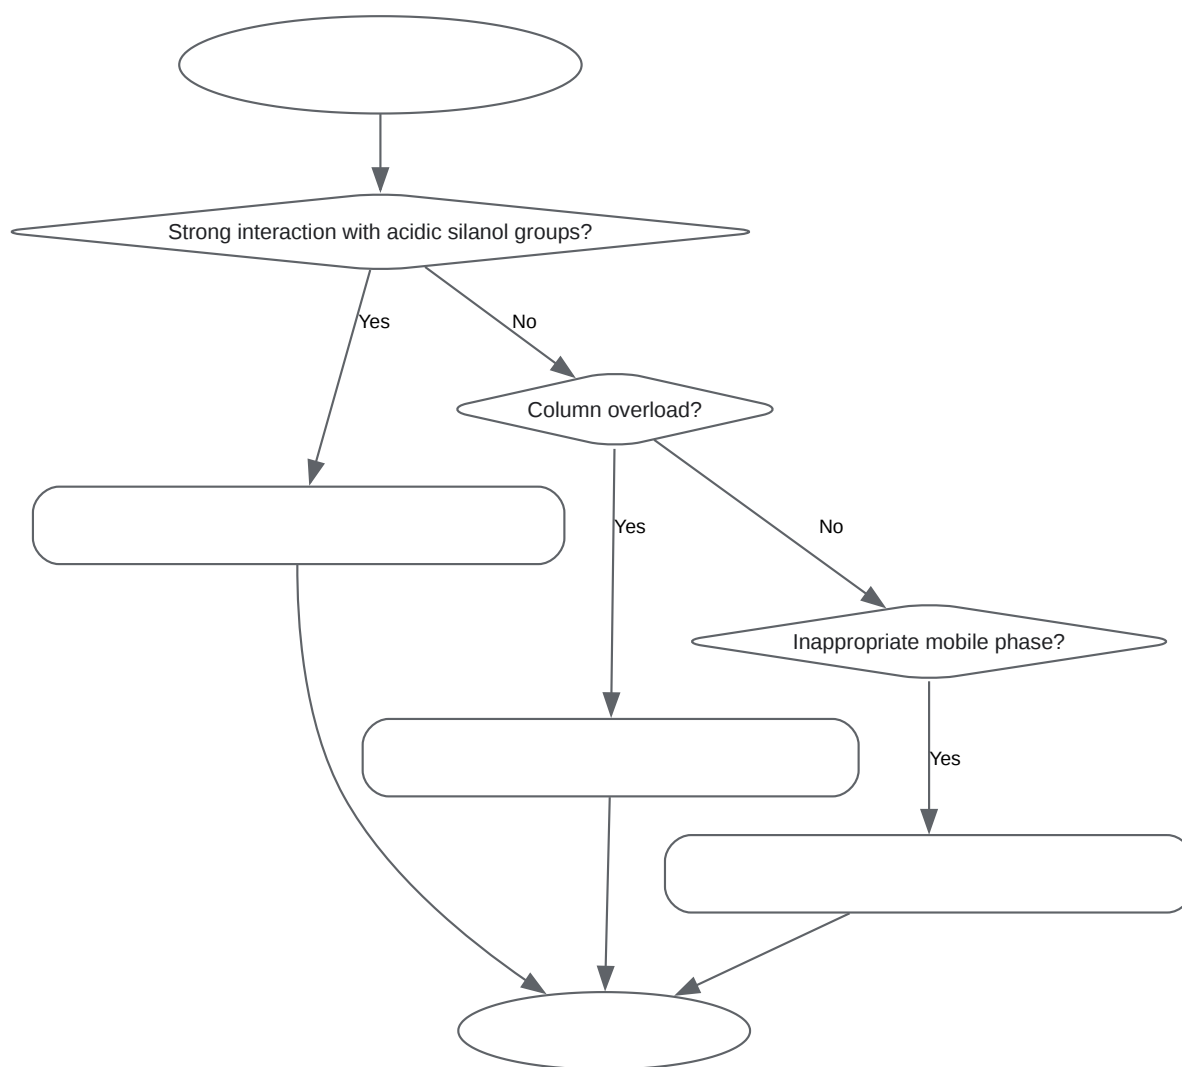 Strong interaction with acidic silanol groups?
Yes
No
Column overload?
Yes
No
Inappropriate mobile phase?
Yes